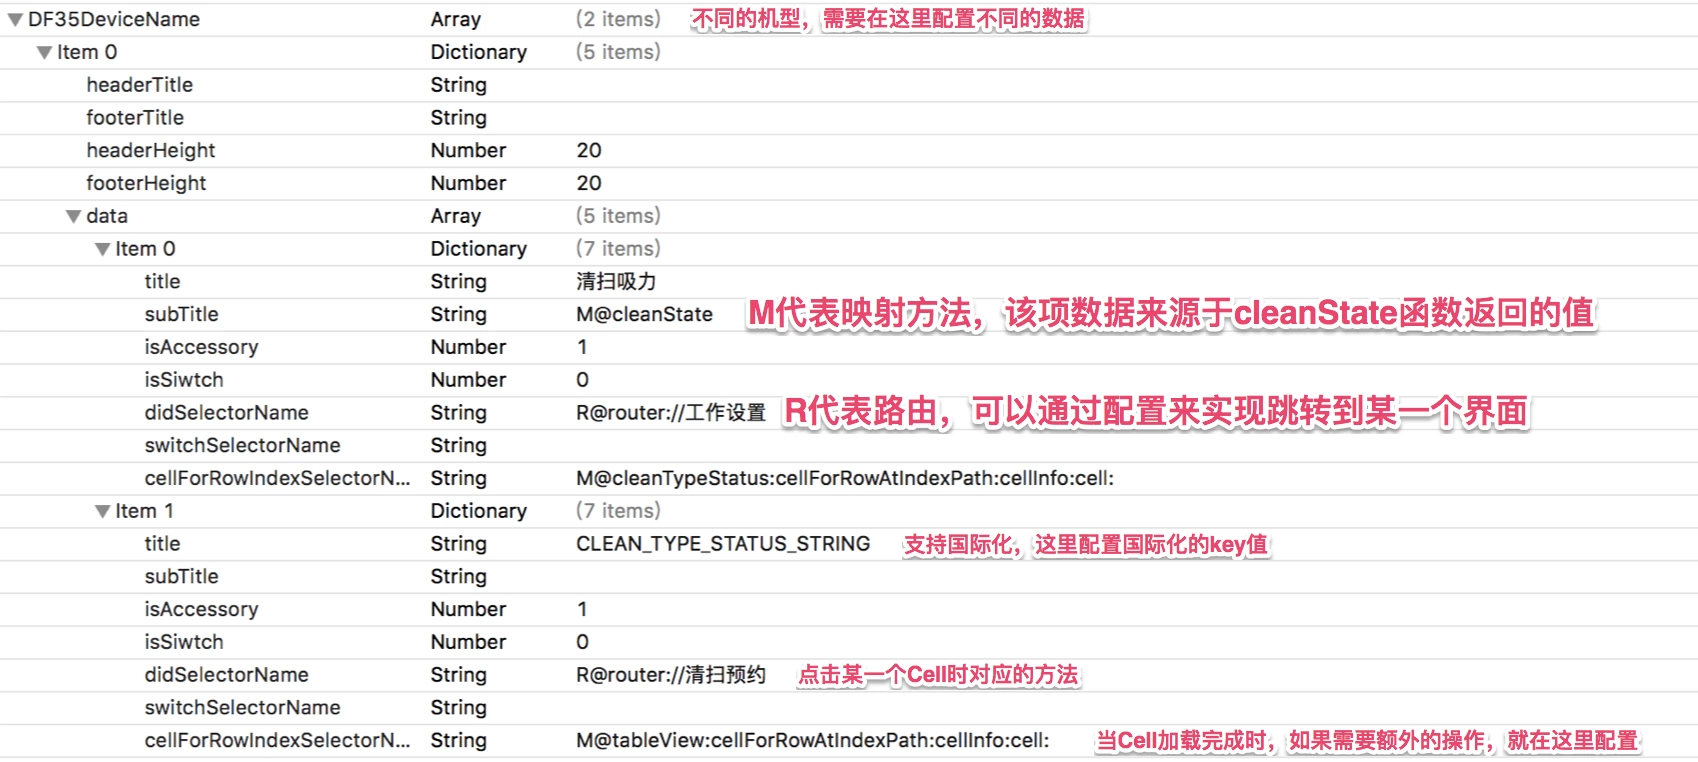 DF35DeviceName Array (2 items) 不同的机型，需要在这里配置不同的数据
Item 0 Dictionary (5 items)
headerTitle String
footerTitle String
headerHeight Number 20
footerHeight Number 20
data Array (5 items)
Item 0 Dictionary (7 items)
title String 清扫吸力
subTitle String M@cleanState M代表映射方法，该项数据来源于cleanState函数返回的值
isAccessory Number 1
isSiwtch Number 0
didSelectorName String R@router://工作设置 R代表路由，可以通过配置来实现跳转到某一个界面
switchSelectorName String
cellForRowIndexSelectorN... String M@cleanTypeStatus:cellForRowAtIndexPath:cellInfo:cell:
Item 1 Dictionary (7 items)
title String CLEAN_TYPE_STATUS_STRING 支持国际化，这里配置国际化的key值
subTitle String
isAccessory Number 1
isSiwtch Number 0
didSelectorName String R@router://清扫预约 点击某一个Cell时对应的方法
switchSelectorName String
cellForRowIndexSelectorN... String M@tableView:cellForRowAtIndexPath:cellInfo:cell: 当Cell加载完成时，如果需要额外的操作，就在这里配置